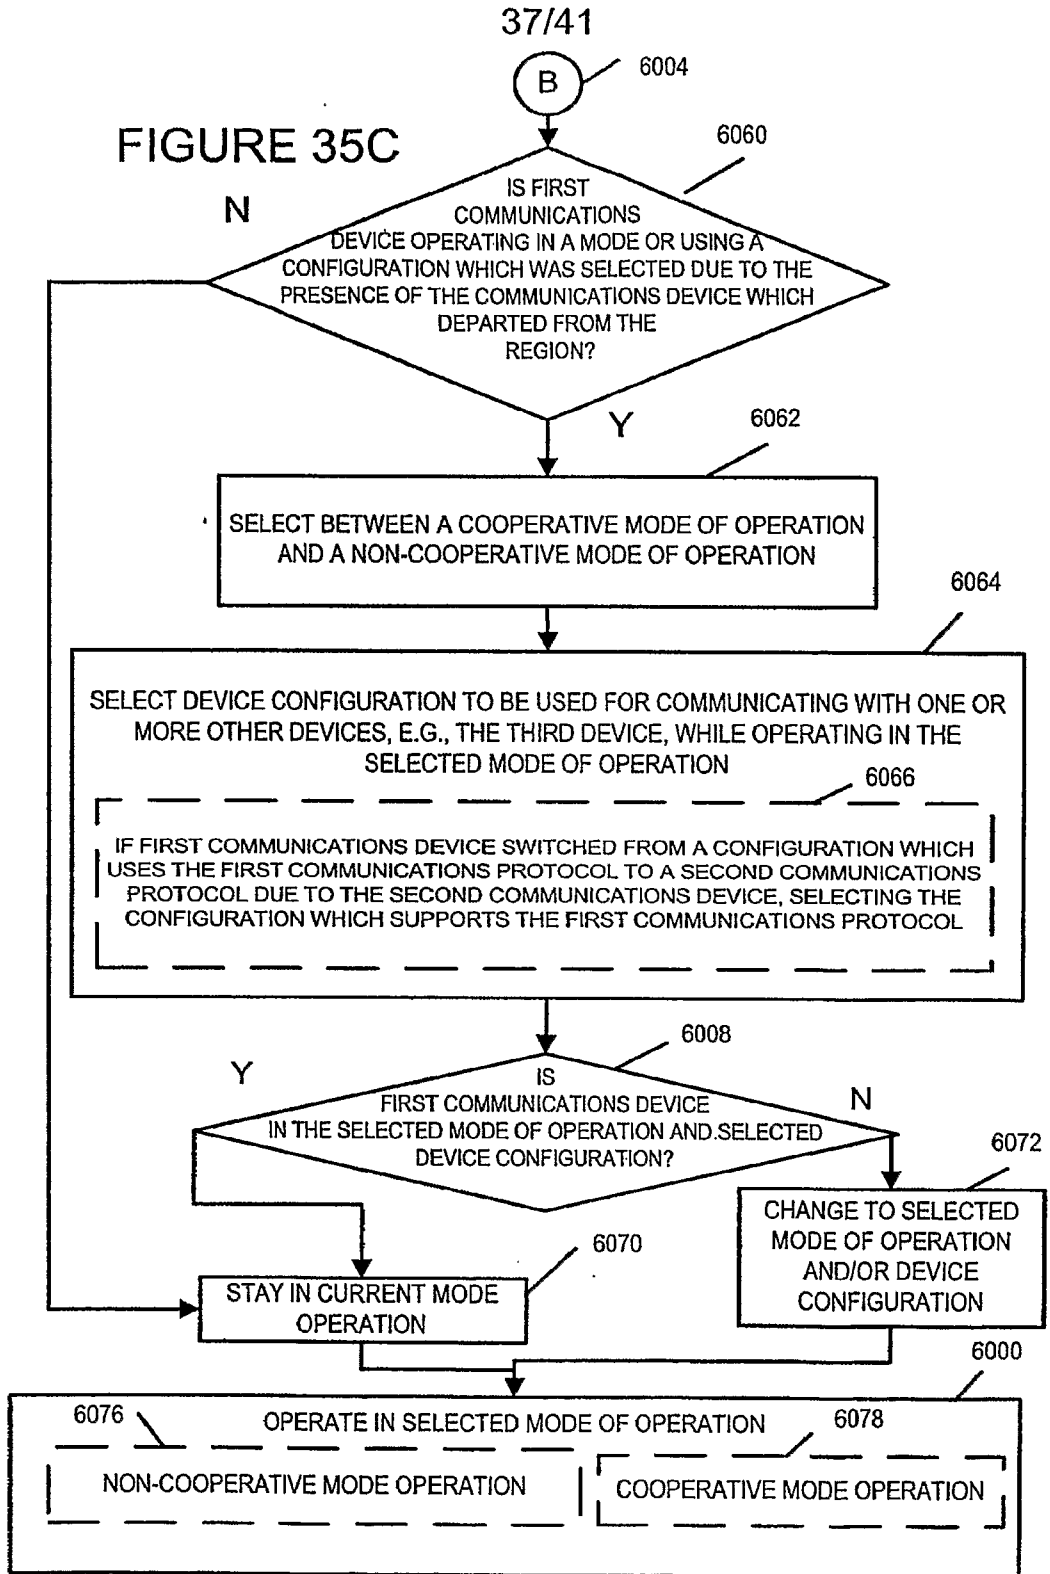 37/41
B
6004
FIGURE 35C
6060
N
IS FIRST
COMMUNICATIONS
DEVICE OPERATING IN A MODE OR USING A
CONFIGURATION WHICH WAS SELECTED DUE TO THE
PRESENCE OF THE COMMUNICATIONS DEVICE WHICH
DEPARTED FROM THE
REGION?
Y
6062
SELECT BETWEEN A COOPERATIVE MODE OF OPERATION
AND A NON-COOPERATIVE MODE OF OPERATION
6064
SELECT DEVICE CONFIGURATION TO BE USED FOR COMMUNICATING WITH ONE OR
MORE OTHER DEVICES, E.G., THE THIRD DEVICE, WHILE OPERATING IN THE
SELECTED MODE OF OPERATION
6066
IF FIRST COMMUNICATIONS DEVICE SWITCHED FROM A CONFIGURATION WHICH
USES THE FIRST COMMUNICATIONS PROTOCOL TO A SECOND COMMUNICATIONS
PROTOCOL DUE TO THE SECOND COMMUNICATIONS DEVICE, SELECTING THE
CONFIGURATION WHICH SUPPORTS THE FIRST COMMUNICATIONS PROTOCOL
6008
Y
IS
FIRST COMMUNICATIONS DEVICE
IN THE SELECTED MODE OF OPERATION AND SELECTED
DEVICE CONFIGURATION?
N
6072
CHANGE TO SELECTED
MODE OF OPERATION
AND/OR DEVICE
CONFIGURATION
6070
STAY IN CURRENT MODE
OPERATION
6000
OPERATE IN SELECTED MODE OF OPERATION
6076
NON-COOPERATIVE MODE OPERATION
6078
COOPERATIVE MODE OPERATION